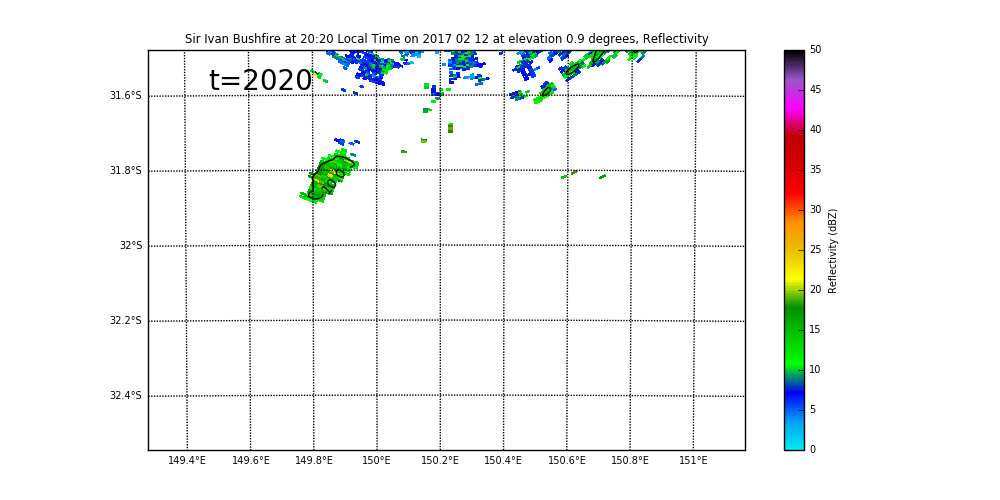 Sir Ivan Bushfire at 20:20 Local Time on 2017 02 12 at elevation 0.9 degrees, Reflectivity
t=2020
31.6°S
31.8°S
32°S
32.2°S
32.4°S
149.4°E 149.6°E 149.8°E 150°E 150.2°E 150.4°E 150.6°E 150.8°E 151°E
50
45
40
35
30
25
20
15
10
5
0
Reflectivity (dBZ)